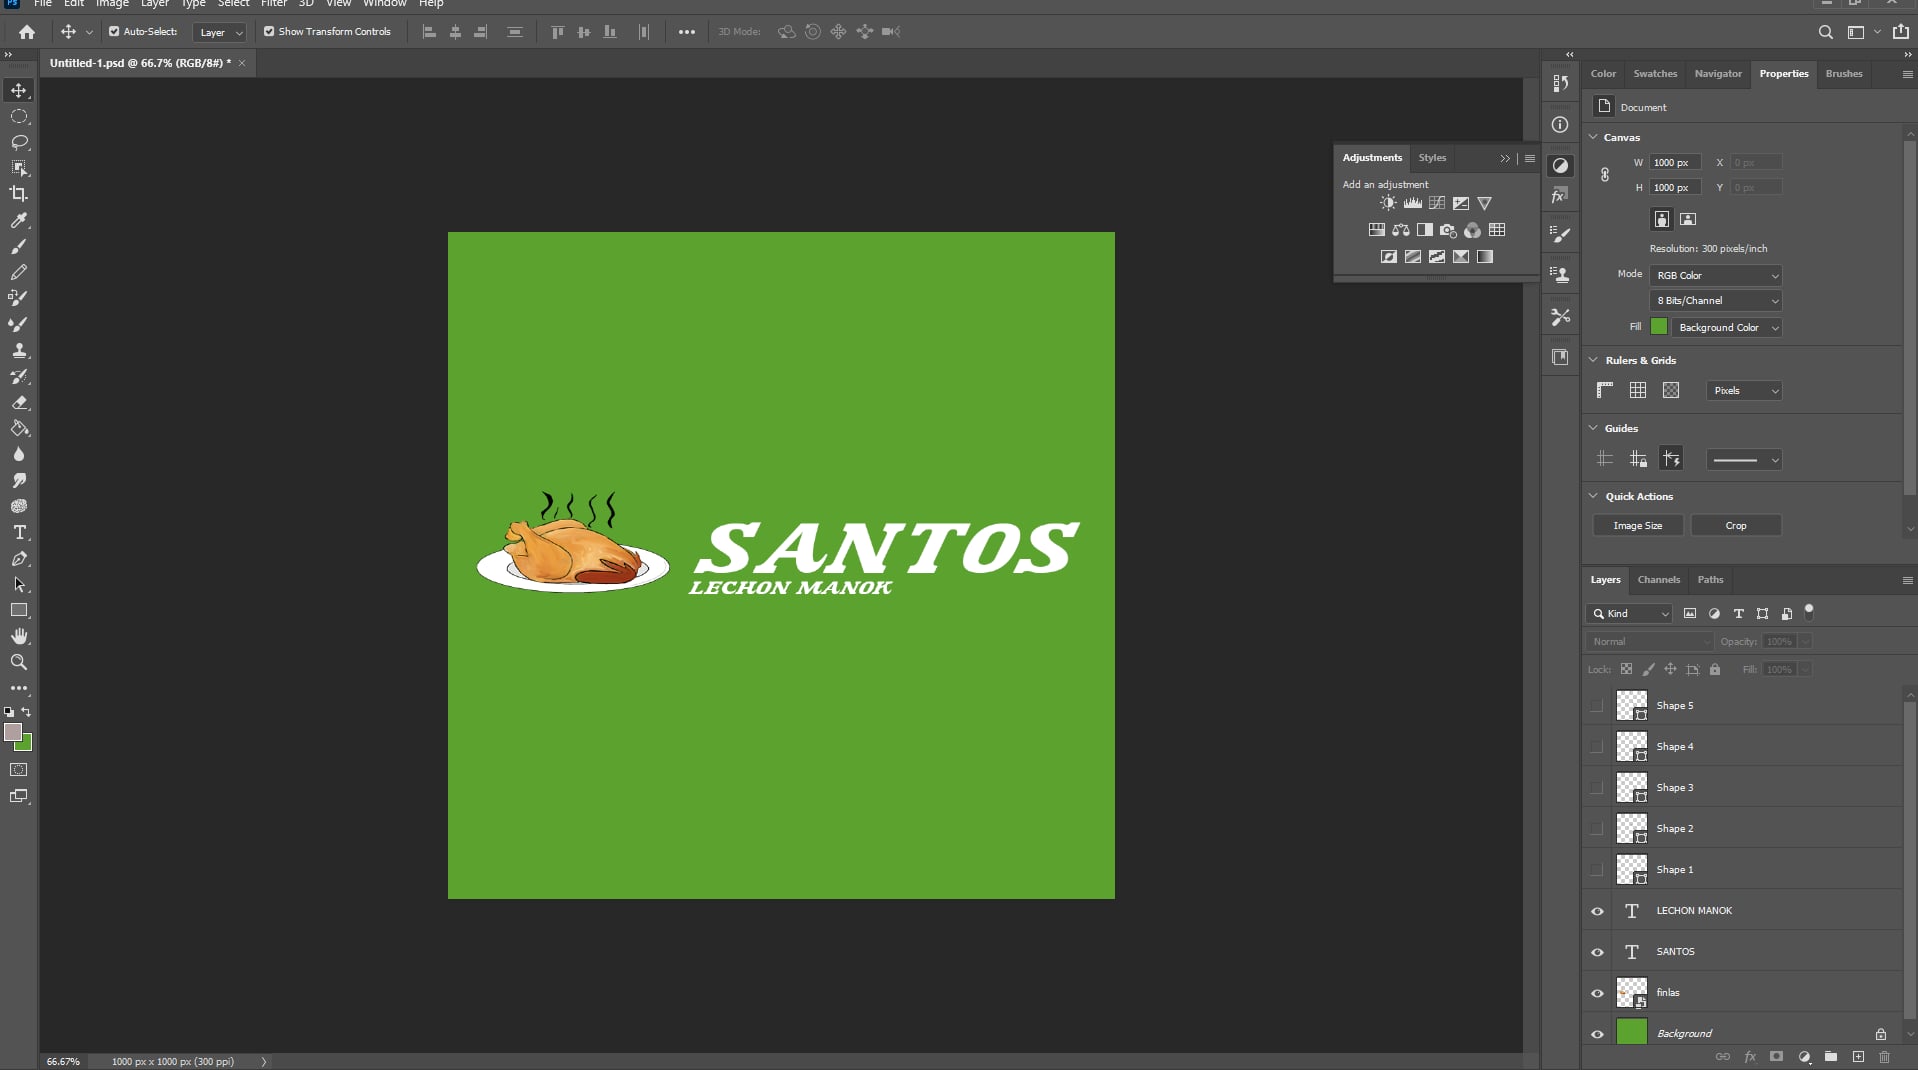 Ps File Edit Image Layer Type Select Filter 3D View Window Help
Auto-Select: Layer Show Transform Controls 3D Mode:
Untitled-1.psd @ 66.7% (RGB/8#) *
Color Swatches Navigator Properties Brushes
Document
Canvas
W 1000 px X 0 px
H 1000 px Y 0 px
Resolution: 300 pixels/inch
Mode RGB Color
8 Bits/Channel
Fill Background Color
Rulers & Grids
Pixels
Guides
Quick Actions
Image Size Crop
Adjustments Styles
Add an adjustment
SANTOS
LECHON MANOK
Layers Channels Paths
Kind
Normal Opacity: 100%
Lock: Fill: 100%
Shape 5
Shape 4
Shape 3
Shape 2
Shape 1
LECHON MANOK
SANTOS
finlas
Background
fx
66.67% 1000 px x 1000 px (300 ppi)